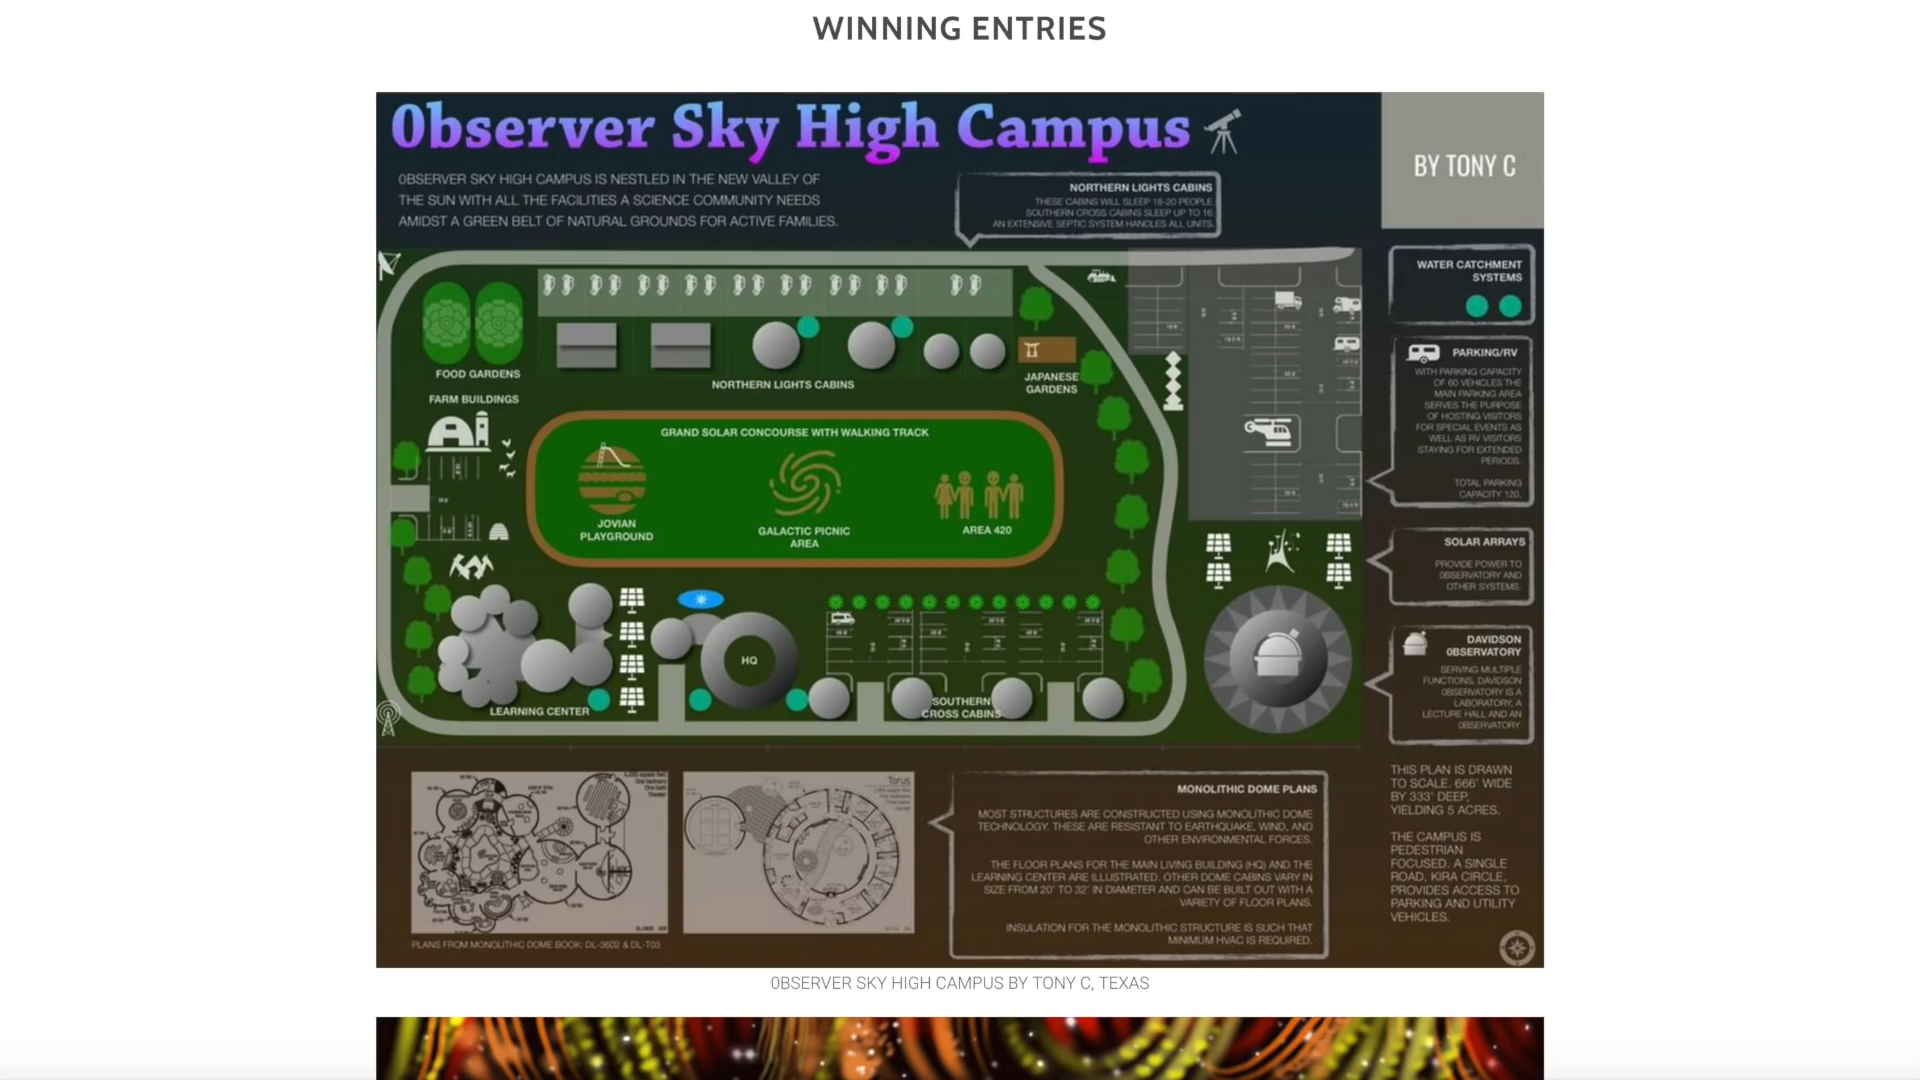 WINNING ENTRIES
0bserver Sky High Campus
BY TONY C
0BSERVER SKY HIGH CAMPUS IS NESTLED IN THE NEW VALLEY OF
THE SUN WITH ALL THE FACILITIES A SCIENCE COMMUNITY NEEDS
AMIDST A GREEN BELT OF NATURAL GROUNDS FOR ACTIVE FAMILIES.
NORTHERN LIGHTS CABINS
THESE CABINS WILL SLEEP 18-20 PEOPLE.
SOUTHERN CROSS CABINS SLEEP UP TO 16.
AN EXTENSIVE SEPTIC SYSTEM HANDLES ALL UNITS.
WATER CATCHMENT
SYSTEMS
FOOD GARDENS
NORTHERN LIGHTS CABINS
JAPANESE
GARDENS
FARM BUILDINGS
GRAND SOLAR CONCOURSE WITH WALKING TRACK
JOVIAN
PLAYGROUND
GALACTIC PICNIC
AREA
AREA 420
PARKING/RV
WITH PARKING CAPACITY
OF 60 VEHICLES THE
MAIN PARKING AREA
SERVES THE PURPOSE
OF HOSTING VISITORS
FOR SPECIAL EVENTS AS
WELL AS RV VISITORS
STAYING FOR EXTENDED
PERIODS.
TOTAL PARKING
CAPACITY 120.
SOLAR ARRAYS
PROVIDE POWER TO
0BSERVATORY AND
OTHER SYSTEMS.
HQ
LEARNING CENTER
SOUTHERN
CROSS CABINS
DAVIDSON
0BSERVATORY
SERVING MULTIPLE
FUNCTIONS, DAVIDSON
0BSERVATORY IS A
LABORATORY, A
LECTURE HALL AND AN
0BSERVATORY.
Torus
PLANS FROM MONOLITHIC DOME BOOK: DL-3602 & DL-T03
MONOLITHIC DOME PLANS
MOST STRUCTURES ARE CONSTRUCTED USING MONOLITHIC DOME
TECHNOLOGY. THESE ARE RESISTANT TO EARTHQUAKE, WIND, AND
OTHER ENVIRONMENTAL FORCES.
THE FLOOR PLANS FOR THE MAIN LIVING BUILDING (HQ) AND THE
LEARNING CENTER ARE ILLUSTRATED. OTHER DOME CABINS VARY IN
SIZE FROM 20' TO 32' IN DIAMETER AND CAN BE BUILT OUT WITH A
VARIETY OF FLOOR PLANS.
INSULATION FOR THE MONOLITHIC STRUCTURE IS SUCH THAT
MINIMUM HVAC IS REQUIRED.
THIS PLAN IS DRAWN
TO SCALE. 666' WIDE
BY 333' DEEP,
YIELDING 5 ACRES.
THE CAMPUS IS
PEDESTRIAN
FOCUSED. A SINGLE
ROAD, KIRA CIRCLE,
PROVIDES ACCESS TO
PARKING AND UTILITY
VEHICLES.
0BSERVER SKY HIGH CAMPUS BY TONY C, TEXAS